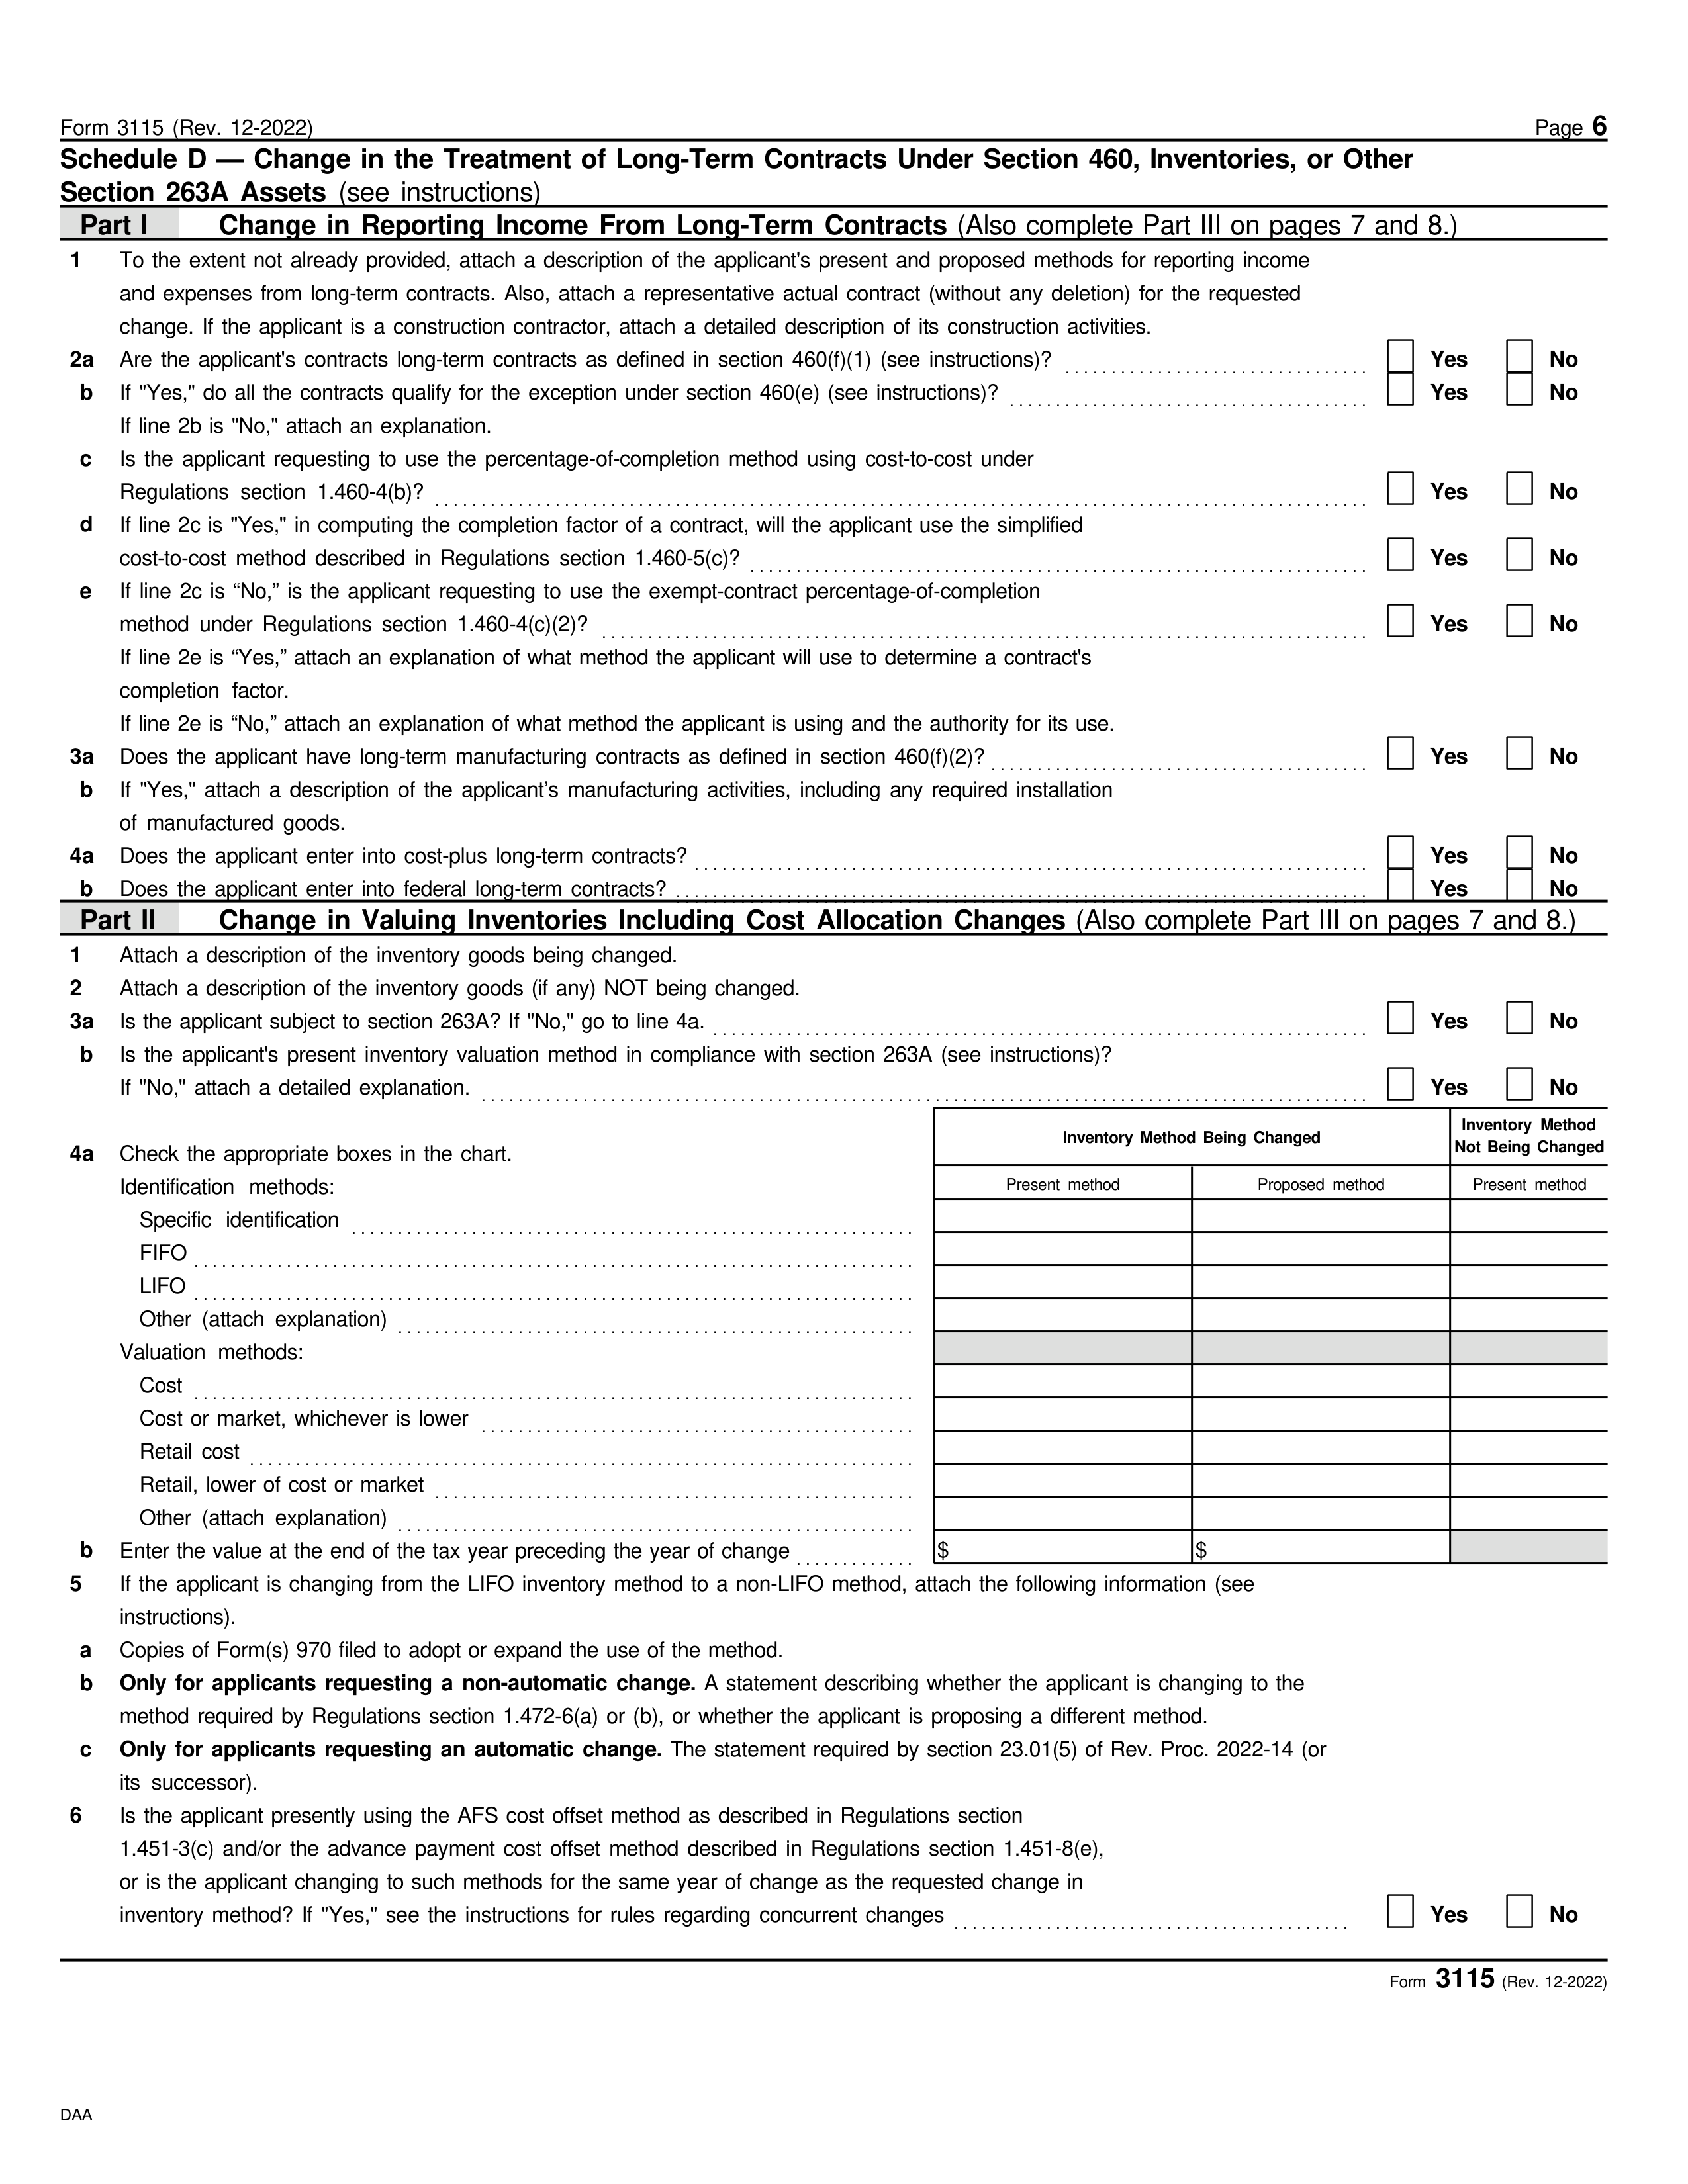 Form 3115 (Rev. 12-2022) Page 6
Schedule D — Change in the Treatment of Long-Term Contracts Under Section 460, Inventories, or Other
Section 263A Assets (see instructions)
Part I Change in Reporting Income From Long-Term Contracts (Also complete Part III on pages 7 and 8.)
1 To the extent not already provided, attach a description of the applicant's present and proposed methods for reporting income
and expenses from long-term contracts. Also, attach a representative actual contract (without any deletion) for the requested
change. If the applicant is a construction contractor, attach a detailed description of its construction activities.
2a Are the applicant's contracts long-term contracts as defined in section 460(f)(1) (see instructions)? Yes No
b If "Yes," do all the contracts qualify for the exception under section 460(e) (see instructions)? Yes No
If line 2b is "No," attach an explanation.
c Is the applicant requesting to use the percentage-of-completion method using cost-to-cost under
Regulations section 1.460-4(b)? Yes No
d If line 2c is "Yes," in computing the completion factor of a contract, will the applicant use the simplified
cost-to-cost method described in Regulations section 1.460-5(c)? Yes No
e If line 2c is “No,” is the applicant requesting to use the exempt-contract percentage-of-completion
method under Regulations section 1.460-4(c)(2)? Yes No
If line 2e is “Yes,” attach an explanation of what method the applicant will use to determine a contract's
completion factor.
If line 2e is “No,” attach an explanation of what method the applicant is using and the authority for its use.
3a Does the applicant have long-term manufacturing contracts as defined in section 460(f)(2)? Yes No
b If "Yes," attach a description of the applicant’s manufacturing activities, including any required installation
of manufactured goods.
4a Does the applicant enter into cost-plus long-term contracts? Yes No
b Does the applicant enter into federal long-term contracts? Yes No
Part II Change in Valuing Inventories Including Cost Allocation Changes (Also complete Part III on pages 7 and 8.)
1 Attach a description of the inventory goods being changed.
2 Attach a description of the inventory goods (if any) NOT being changed.
3a Is the applicant subject to section 263A? If "No," go to line 4a. Yes No
b Is the applicant's present inventory valuation method in compliance with section 263A (see instructions)?
If "No," attach a detailed explanation. Yes No
Inventory Method Being Changed
Inventory Method
Not Being Changed
4a Check the appropriate boxes in the chart.
Identification methods: Present method Proposed method Present method
Specific identification
FIFO
LIFO
Other (attach explanation)
Valuation methods:
Cost
Cost or market, whichever is lower
Retail cost
Retail, lower of cost or market
Other (attach explanation)
b Enter the value at the end of the tax year preceding the year of change $ $
5 If the applicant is changing from the LIFO inventory method to a non-LIFO method, attach the following information (see
instructions).
a Copies of Form(s) 970 filed to adopt or expand the use of the method.
b Only for applicants requesting a non-automatic change. A statement describing whether the applicant is changing to the
method required by Regulations section 1.472-6(a) or (b), or whether the applicant is proposing a different method.
c Only for applicants requesting an automatic change. The statement required by section 23.01(5) of Rev. Proc. 2022-14 (or
its successor).
6 Is the applicant presently using the AFS cost offset method as described in Regulations section
1.451-3(c) and/or the advance payment cost offset method described in Regulations section 1.451-8(e),
or is the applicant changing to such methods for the same year of change as the requested change in
inventory method? If "Yes," see the instructions for rules regarding concurrent changes Yes No
Form 3115 (Rev. 12-2022)
DAA